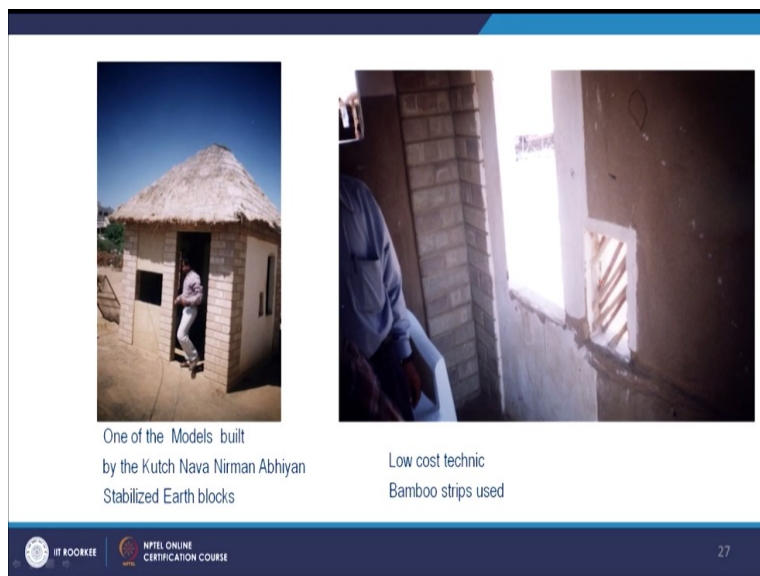 One of the Models built
by the Kutch Nava Nirman Abhiyan
Stabilized Earth blocks
Low cost technic
Bamboo strips used
IIT ROORKEE
NPTEL ONLINE
CERTIFICATION COURSE
27